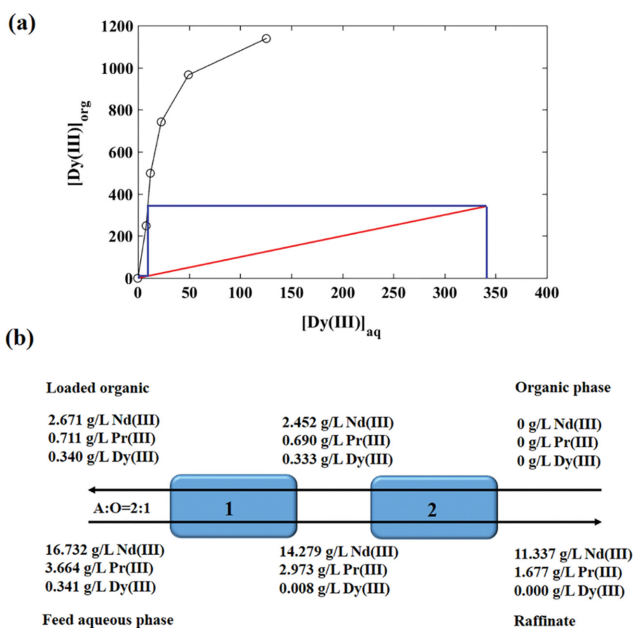 (a)
1200
1000
800
600
400
200
0
[Dy(III)]org
0 50 100 150 200 250 300 350 400
[Dy(III)]aq
(b)
Loaded organic
2.671 g/L Nd(III)
0.711 g/L Pr(III)
0.340 g/L Dy(III)
2.452 g/L Nd(III)
0.690 g/L Pr(III)
0.333 g/L Dy(III)
Organic phase
0 g/L Nd(III)
0 g/L Pr(III)
0 g/L Dy(III)
A:O=2:1
1
2
16.732 g/L Nd(III)
3.664 g/L Pr(III)
0.341 g/L Dy(III)
Feed aqueous phase
14.279 g/L Nd(III)
2.973 g/L Pr(III)
0.008 g/L Dy(III)
11.337 g/L Nd(III)
1.677 g/L Pr(III)
0.000 g/L Dy(III)
Raffinate